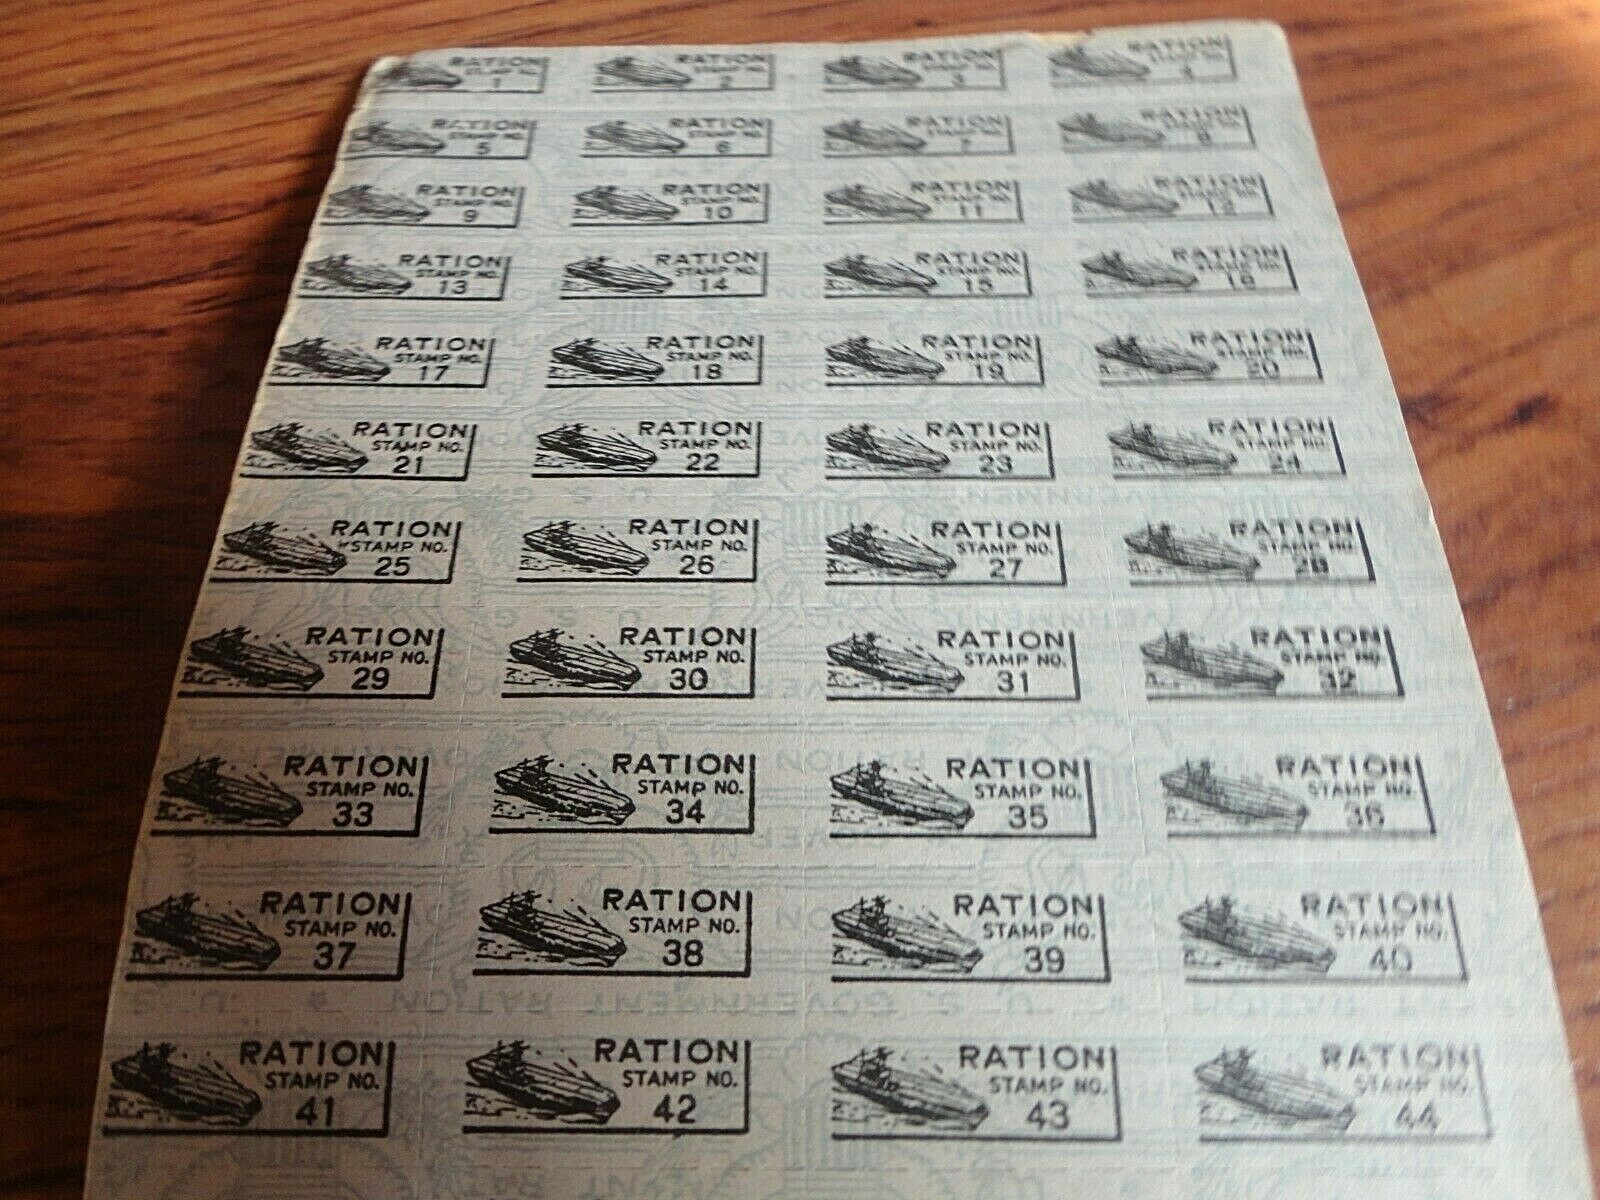 RATION RATION RATION RATION
STAMP NO. STAMP NO. STAMP NO. STAMP NO.
1 2 3 4
RATION RATION RATION RATION
STAMP NO. STAMP NO. STAMP NO. STAMP NO.
5 6 7 8
RATION RATION RATION RATION
STAMP NO. STAMP NO. STAMP NO. STAMP NO.
9 10 11 12
RATION RATION RATION RATION
STAMP NO. STAMP NO. STAMP NO. STAMP NO.
13 14 15 16
RATION RATION RATION RATION
STAMP NO. STAMP NO. STAMP NO. STAMP NO.
17 18 19 20
RATION RATION RATION RATION
STAMP NO. STAMP NO. STAMP NO. STAMP NO.
21 22 23 24
RATION RATION RATION RATION
STAMP NO. STAMP NO. STAMP NO. STAMP NO.
25 26 27 28
RATION RATION RATION RATION
STAMP NO. STAMP NO. STAMP NO. STAMP NO.
29 30 31 32
RATION RATION RATION RATION
STAMP NO. STAMP NO. STAMP NO. STAMP NO.
33 34 35 36
RATION RATION RATION RATION
STAMP NO. STAMP NO. STAMP NO. STAMP NO.
37 38 39 40
RATION RATION RATION RATION
STAMP NO. STAMP NO. STAMP NO. STAMP NO.
41 42 43 44